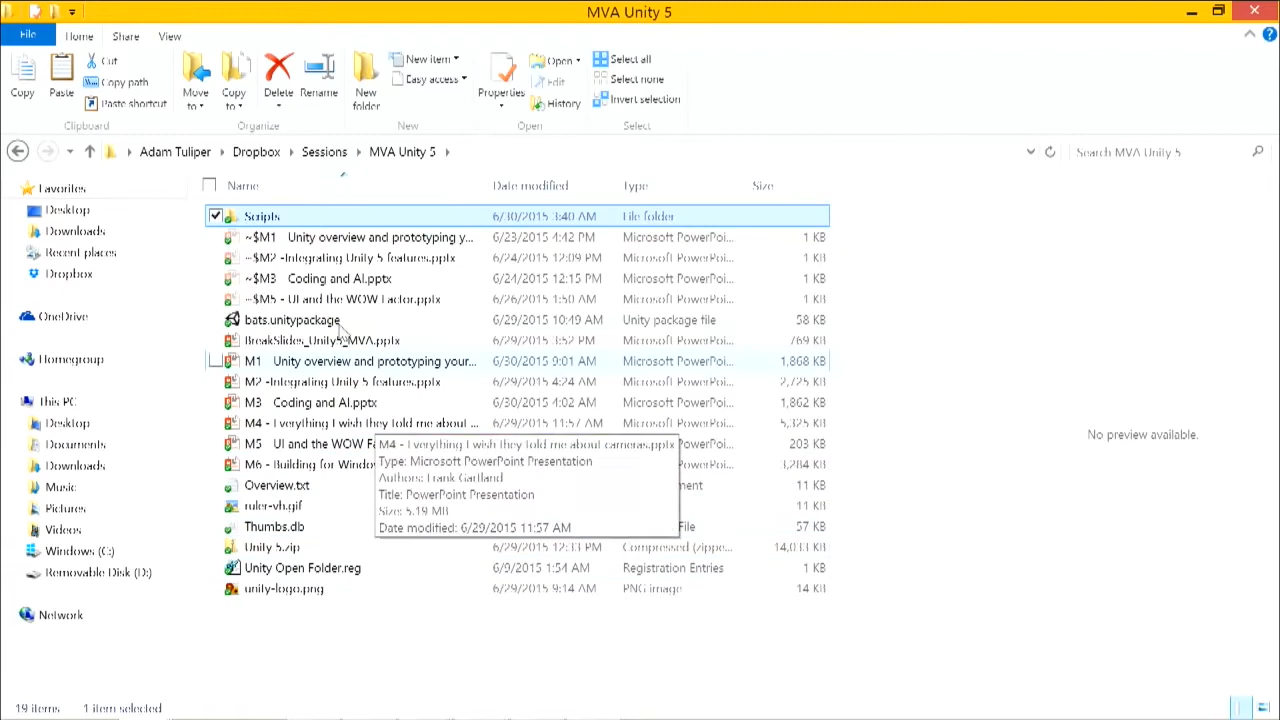 MVA Unity 5
File Home Share View
Copy
Paste
Cut
Copy path
Paste shortcut
Clipboard
Move to
Copy to
Delete
Rename
Organize
New folder
New item
Easy access
New
Properties
Open
Edit
History
Open
Select all
Select none
Invert selection
Select
Adam Tuliper Dropbox Sessions MVA Unity 5
Search MVA Unity 5
Favorites
Desktop
Downloads
Recent places
Dropbox
OneDrive
Homegroup
This PC
Desktop
Documents
Downloads
Music
Pictures
Videos
Windows (C:)
Removable Disk (D:)
Network
Name Date modified Type Size
Scripts 6/30/2015 3:40 AM File folder
~$M1 Unity overview and prototyping y... 6/23/2015 4:42 PM Microsoft PowerPoi... 1 KB
~$M2 -Integrating Unity 5 features.pptx 6/24/2015 12:09 PM Microsoft PowerPoi... 1 KB
~$M3 Coding and AI.pptx 6/24/2015 12:15 PM Microsoft PowerPoi... 1 KB
~$M5 - UI and the WOW Factor.pptx 6/26/2015 1:50 AM Microsoft PowerPoi... 1 KB
bats.unitypackage 6/29/2015 10:49 AM Unity package file 58 KB
BreakSlides_Unity5_MVA.pptx 6/29/2015 3:39 PM Microsoft PowerPoi... 769 KB
M1 Unity overview and prototyping your... 6/30/2015 9:01 AM Microsoft PowerPoi... 1,868 KB
M2 -Integrating Unity 5 features.pptx 6/29/2015 4:24 AM Microsoft PowerPoi... 2,725 KB
M3 Coding and AI.pptx 6/30/2015 4:02 AM Microsoft PowerPoi... 1,862 KB
M4 - Everything I wish they told me about ... 6/29/2015 11:57 AM Microsoft PowerPoi... 5,325 KB
M5 UI and the WOW Fa Microsoft PowerPoi... 203 KB
M6 - Building for Window Microsoft PowerPoi... 3,284 KB
Overview.txt ment 11 KB
ruler-vh.gif 11 KB
Thumbs.db File 57 KB
Unity 5.zip 6/29/2015 12:33 PM Compressed (zippe... 14,033 KB
Unity Open Folder.reg 6/9/2015 1:54 AM Registration Entries 1 KB
unity-logo.png 6/29/2015 9:14 AM PNG image 14 KB
M4 - Everything I wish they told me about cameras.pptx
Type: Microsoft PowerPoint Presentation
Authors: Frank Gartland
Title: PowerPoint Presentation
Size: 5.19 MB
Date modified: 6/29/2015 11:57 AM
No preview available.
19 items 1 item selected